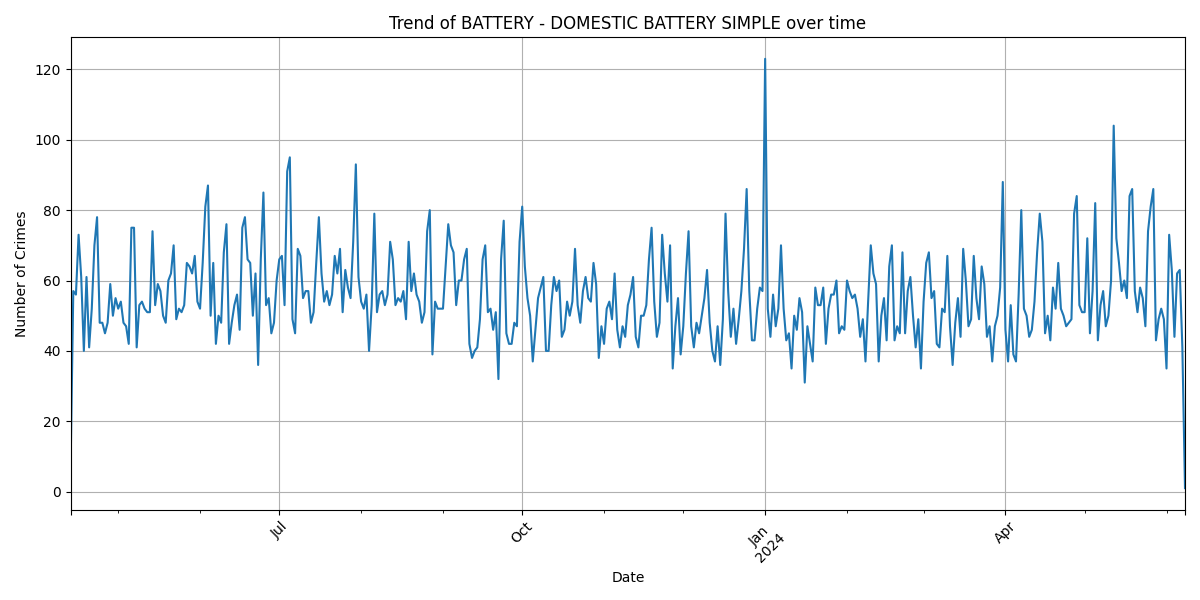 Trend of BATTERY - DOMESTIC BATTERY SIMPLE over time
Number of Crimes
120
100
80
60
40
20
0
Jul
Oct
Jan
2024
Apr
Date